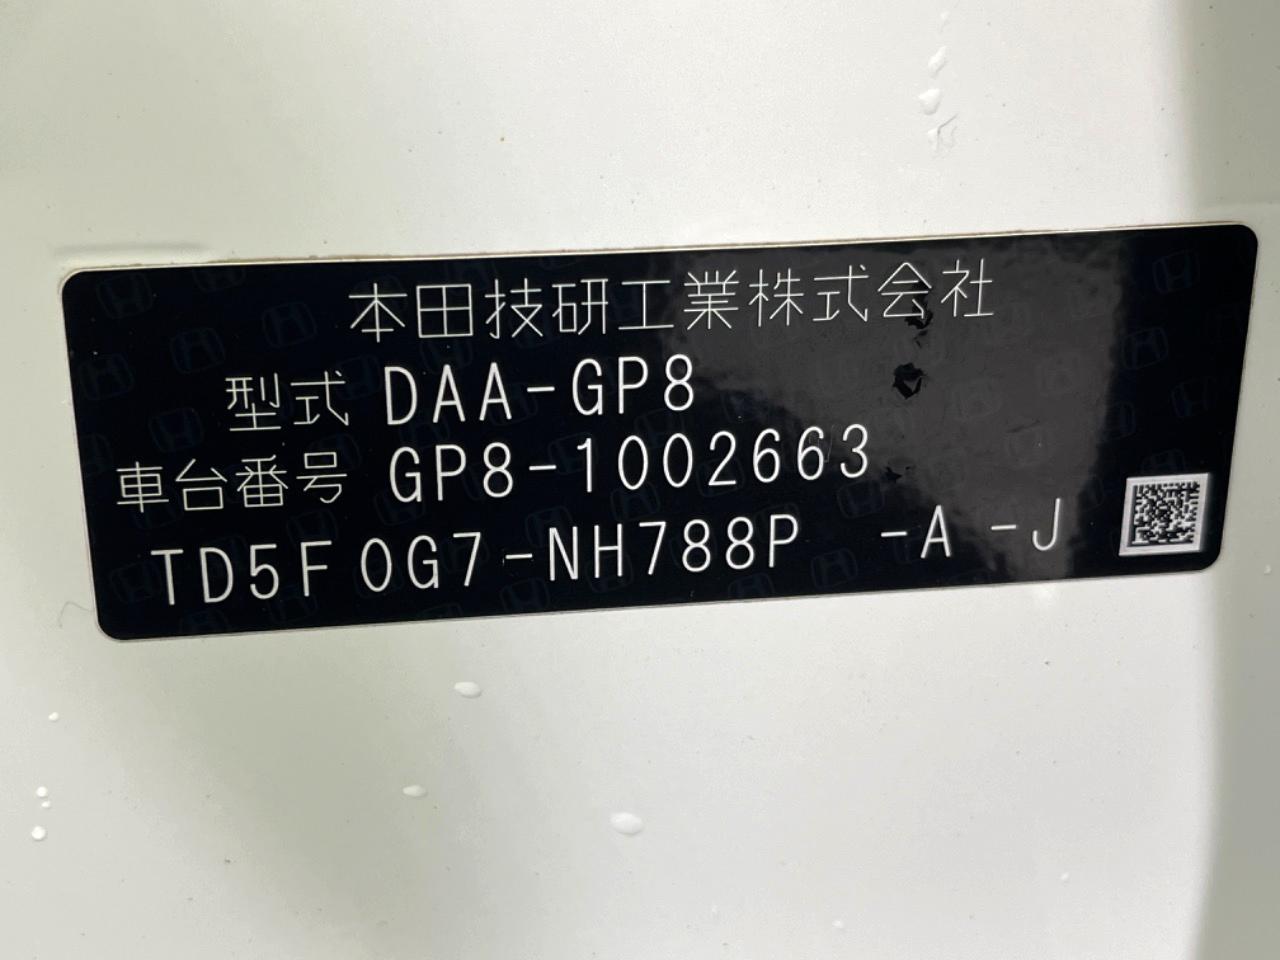 本田技研工業株式会社
型式 DAA-GP8
車台番号 GP8-1002663
TD5F0G7-NH788P -A -J